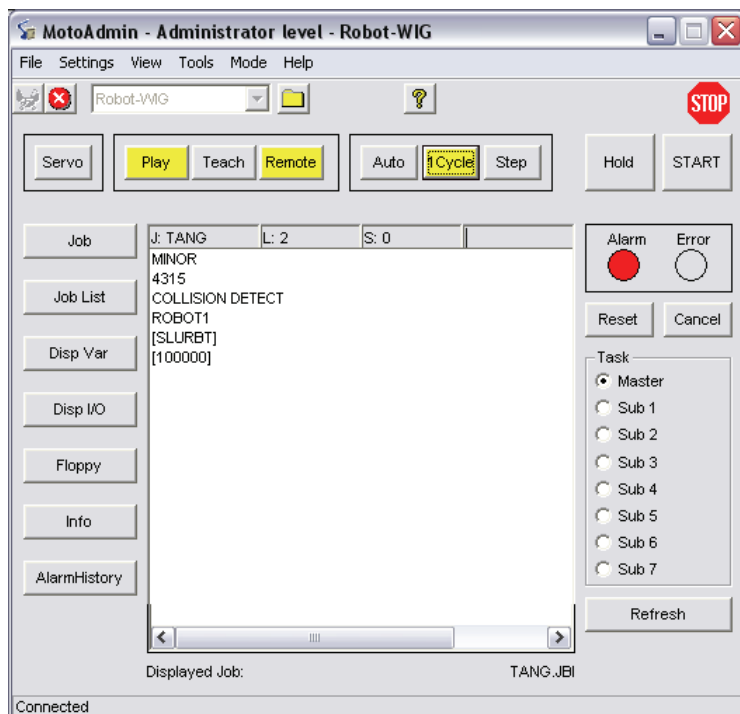 MotoAdmin - Administrator level - Robot-WIG
File Settings View Tools Mode Help
Robot-WIG
STOP
Servo Play Teach Remote Auto 1Cycle Step Hold START
Job
Job List
Disp Var
Disp I/O
Floppy
Info
AlarmHistory
J: TANG L: 2 S: 0
MINOR
4315
COLLISION DETECT
ROBOT1
[SLURBT]
[100000]
Displayed Job: TANG.JBI
Alarm Error
Reset Cancel
Task
Master
Sub 1
Sub 2
Sub 3
Sub 4
Sub 5
Sub 6
Sub 7
Refresh
Connected